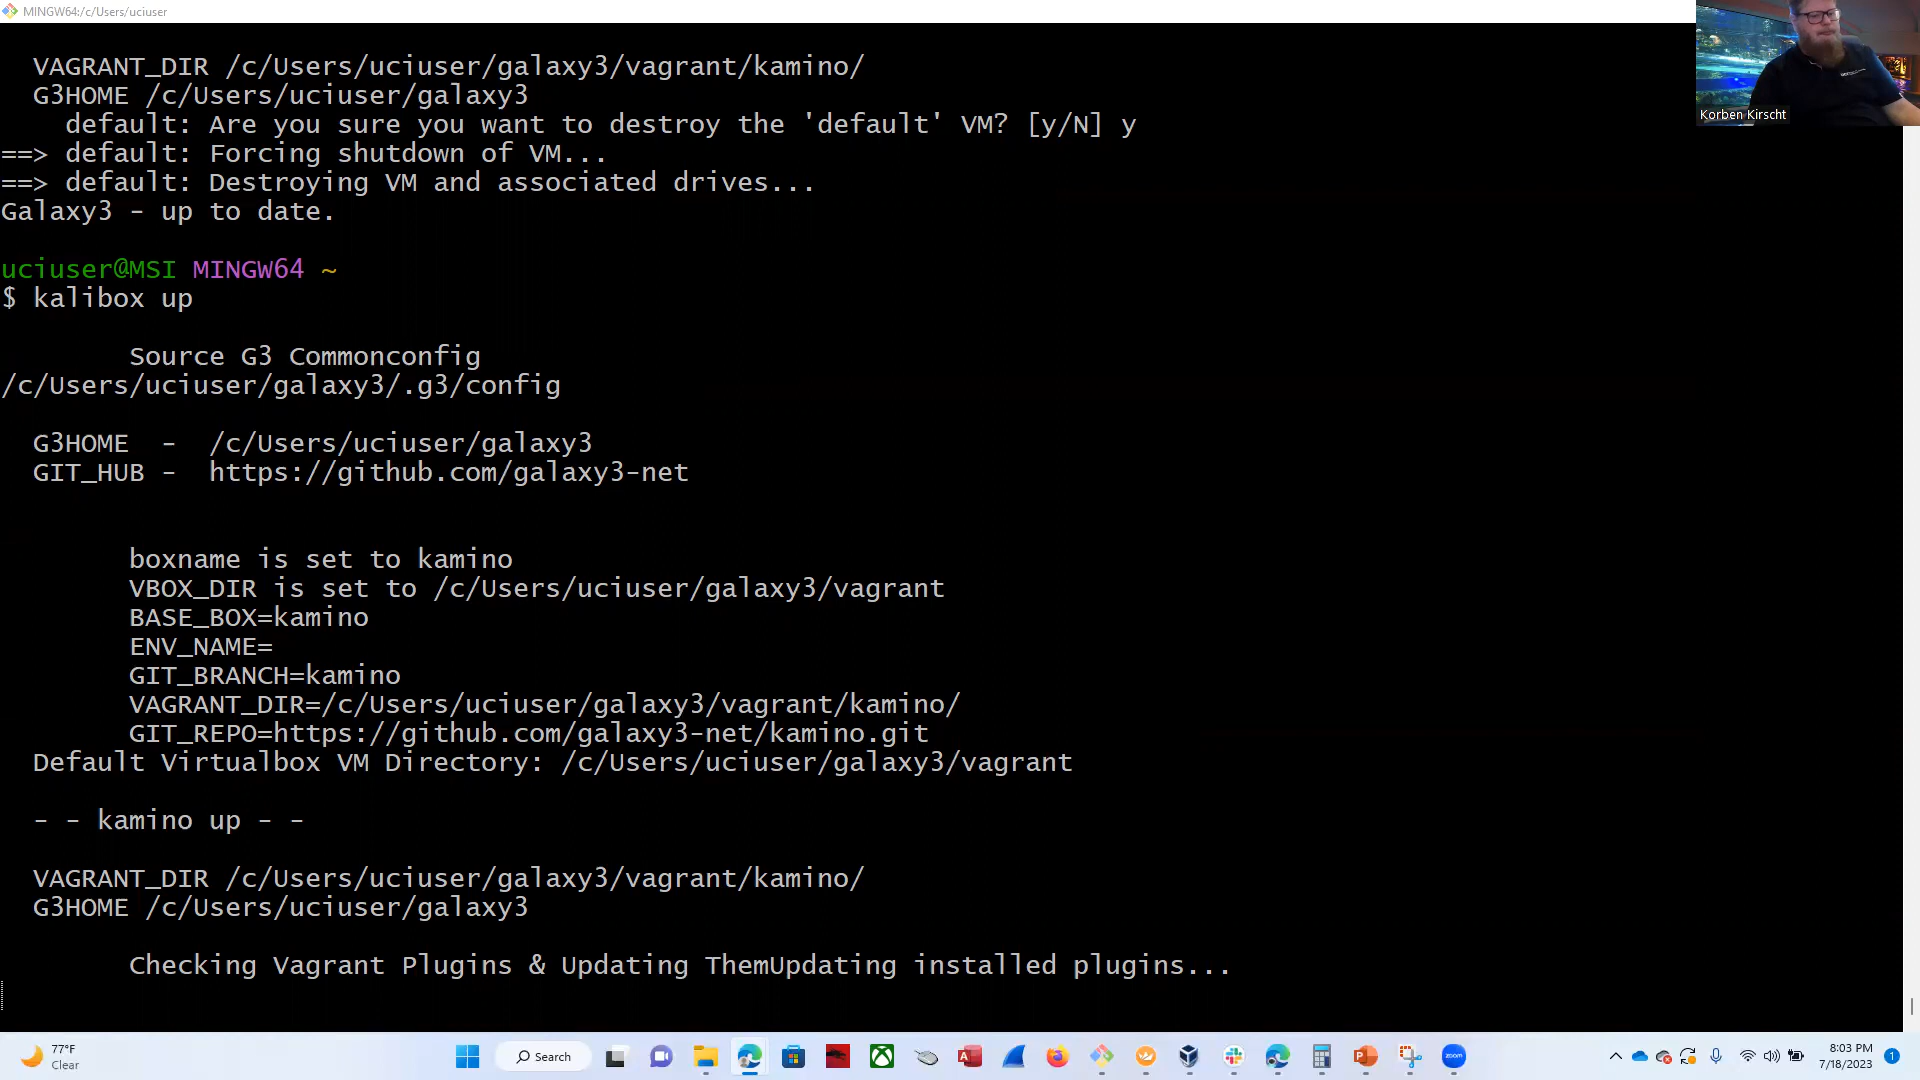 MINGW64:/c/Users/uciuser
VAGRANT_DIR /c/Users/uciuser/galaxy3/vagrant/kamino/
G3HOME /c/Users/uciuser/galaxy3
default: Are you sure you want to destroy the 'default' VM? [y/N] y
==> default: Forcing shutdown of VM...
==> default: Destroying VM and associated drives...
Galaxy3 - up to date.
uciuser@MSI MINGW64 ~
$ kalibox up
Source G3 Commonconfig
/c/Users/uciuser/galaxy3/.g3/config
G3HOME  -  /c/Users/uciuser/galaxy3
GIT_HUB -  https://github.com/galaxy3-net
boxname is set to kamino
VBOX_DIR is set to /c/Users/uciuser/galaxy3/vagrant
BASE_BOX=kamino
ENV_NAME=
GIT_BRANCH=kamino
VAGRANT_DIR=/c/Users/uciuser/galaxy3/vagrant/kamino/
GIT_REPO=https://github.com/galaxy3-net/kamino.git
Default Virtualbox VM Directory: /c/Users/uciuser/galaxy3/vagrant
- - kamino up - -
VAGRANT_DIR /c/Users/uciuser/galaxy3/vagrant/kamino/
G3HOME /c/Users/uciuser/galaxy3
Checking Vagrant Plugins & Updating ThemUpdating installed plugins...
Korben Kirscht
77°F
Clear
Search
zoom
8:03 PM
7/18/2023
1